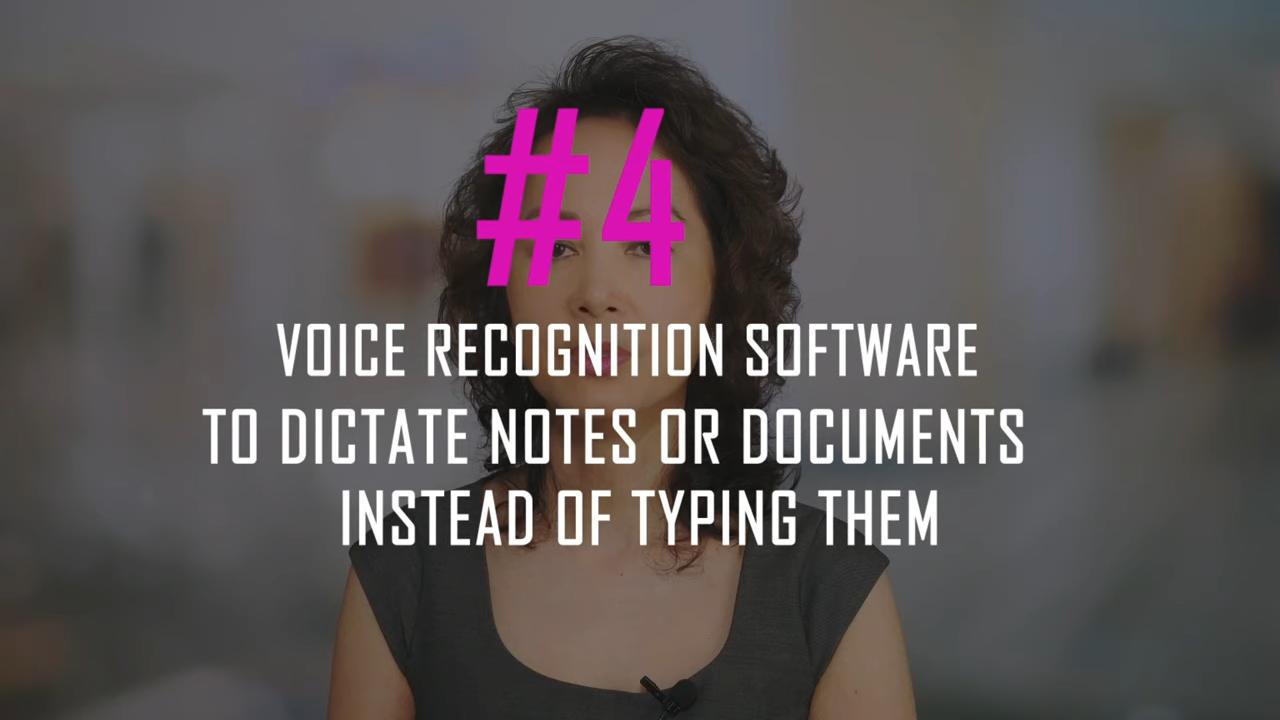 #4
VOICE RECOGNITION SOFTWARE
TO DICTATE NOTES OR DOCUMENTS
INSTEAD OF TYPING THEM